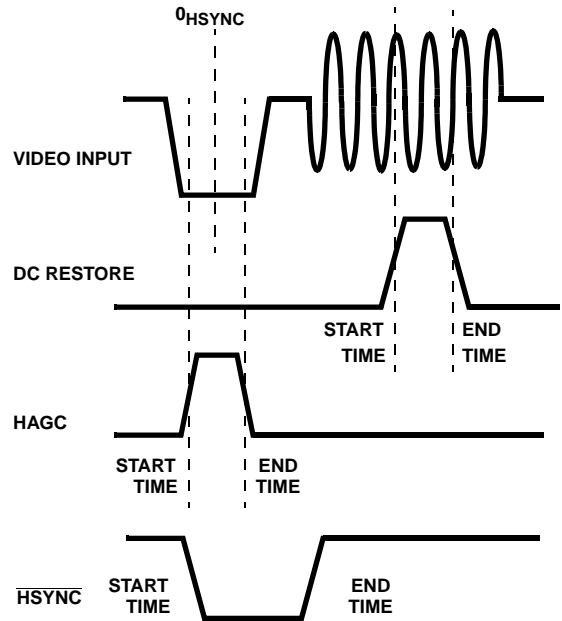 0HSYNC
VIDEO INPUT
DC RESTORE
START TIME
END TIME
HAGC
START TIME
END TIME
HSYNC
START TIME
END TIME